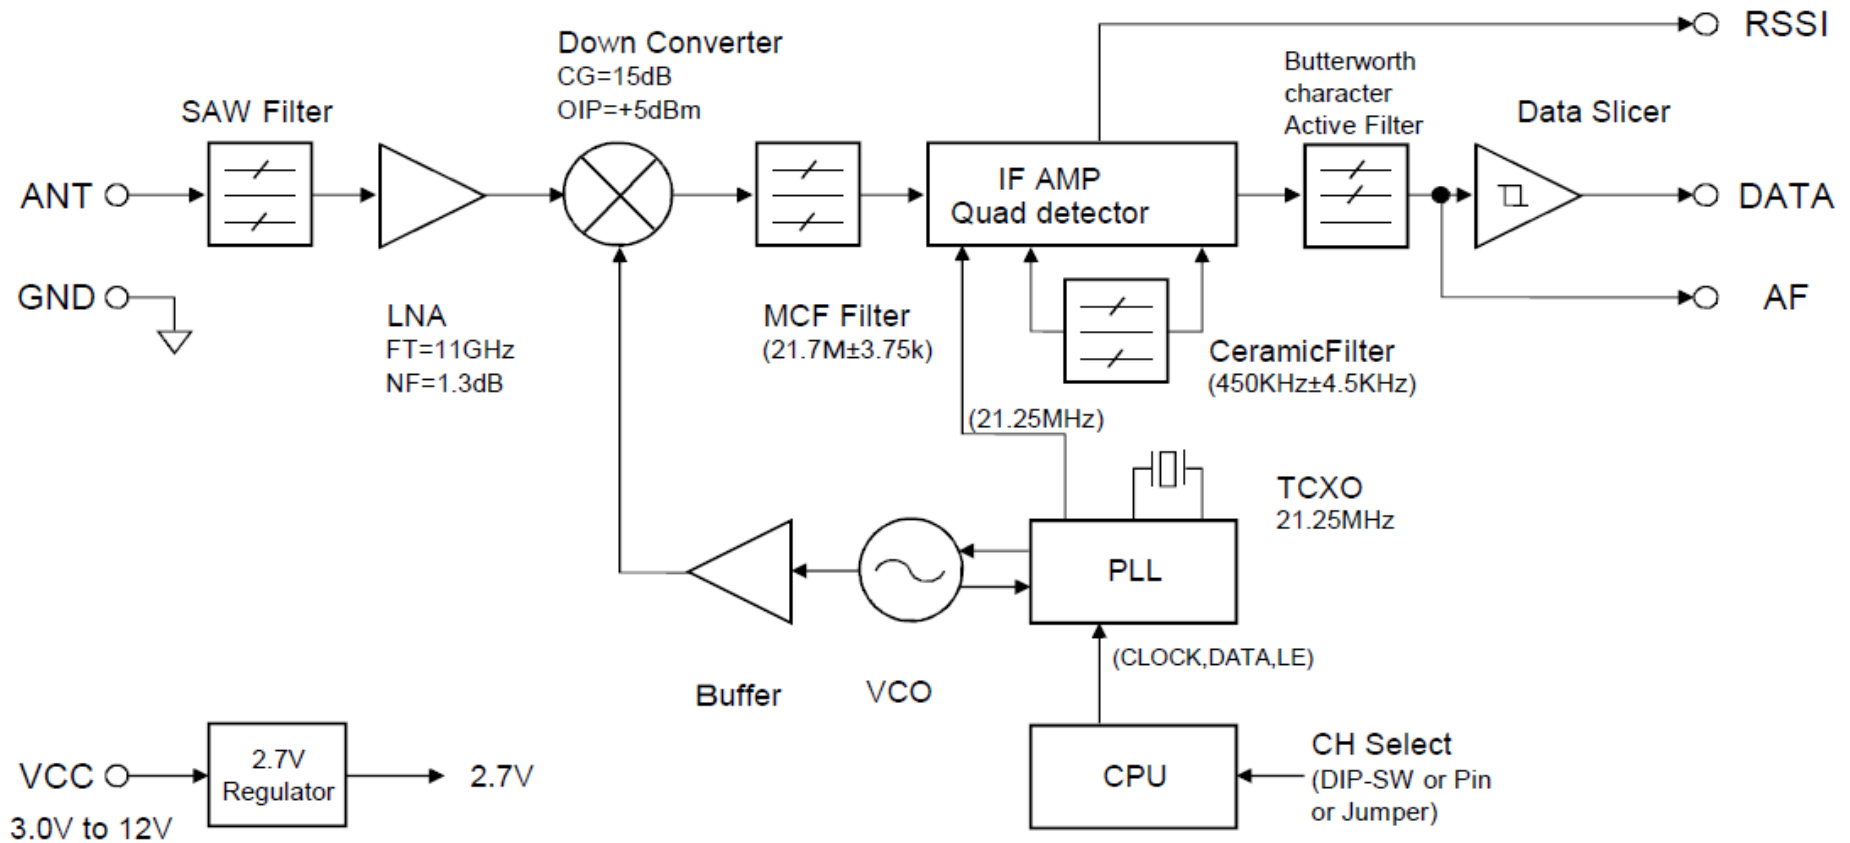 RSSI
Down Converter
CG=15dB
OIP=+5dBm
Butterworth
character
Active Filter
SAW Filter
Data Slicer
ANT
IF AMP
Quad detector
DATA
GND
LNA
FT=11GHz
NF=1.3dB
MCF Filter
(21.7M±3.75k)
CeramicFilter
(450KHz±4.5KHz)
AF
(21.25MHz)
TCXO
21.25MHz
PLL
(CLOCK,DATA,LE)
Buffer
VCO
VCC
3.0V to 12V
2.7V
Regulator
2.7V
CPU
CH Select
(DIP-SW or Pin
or Jumper)